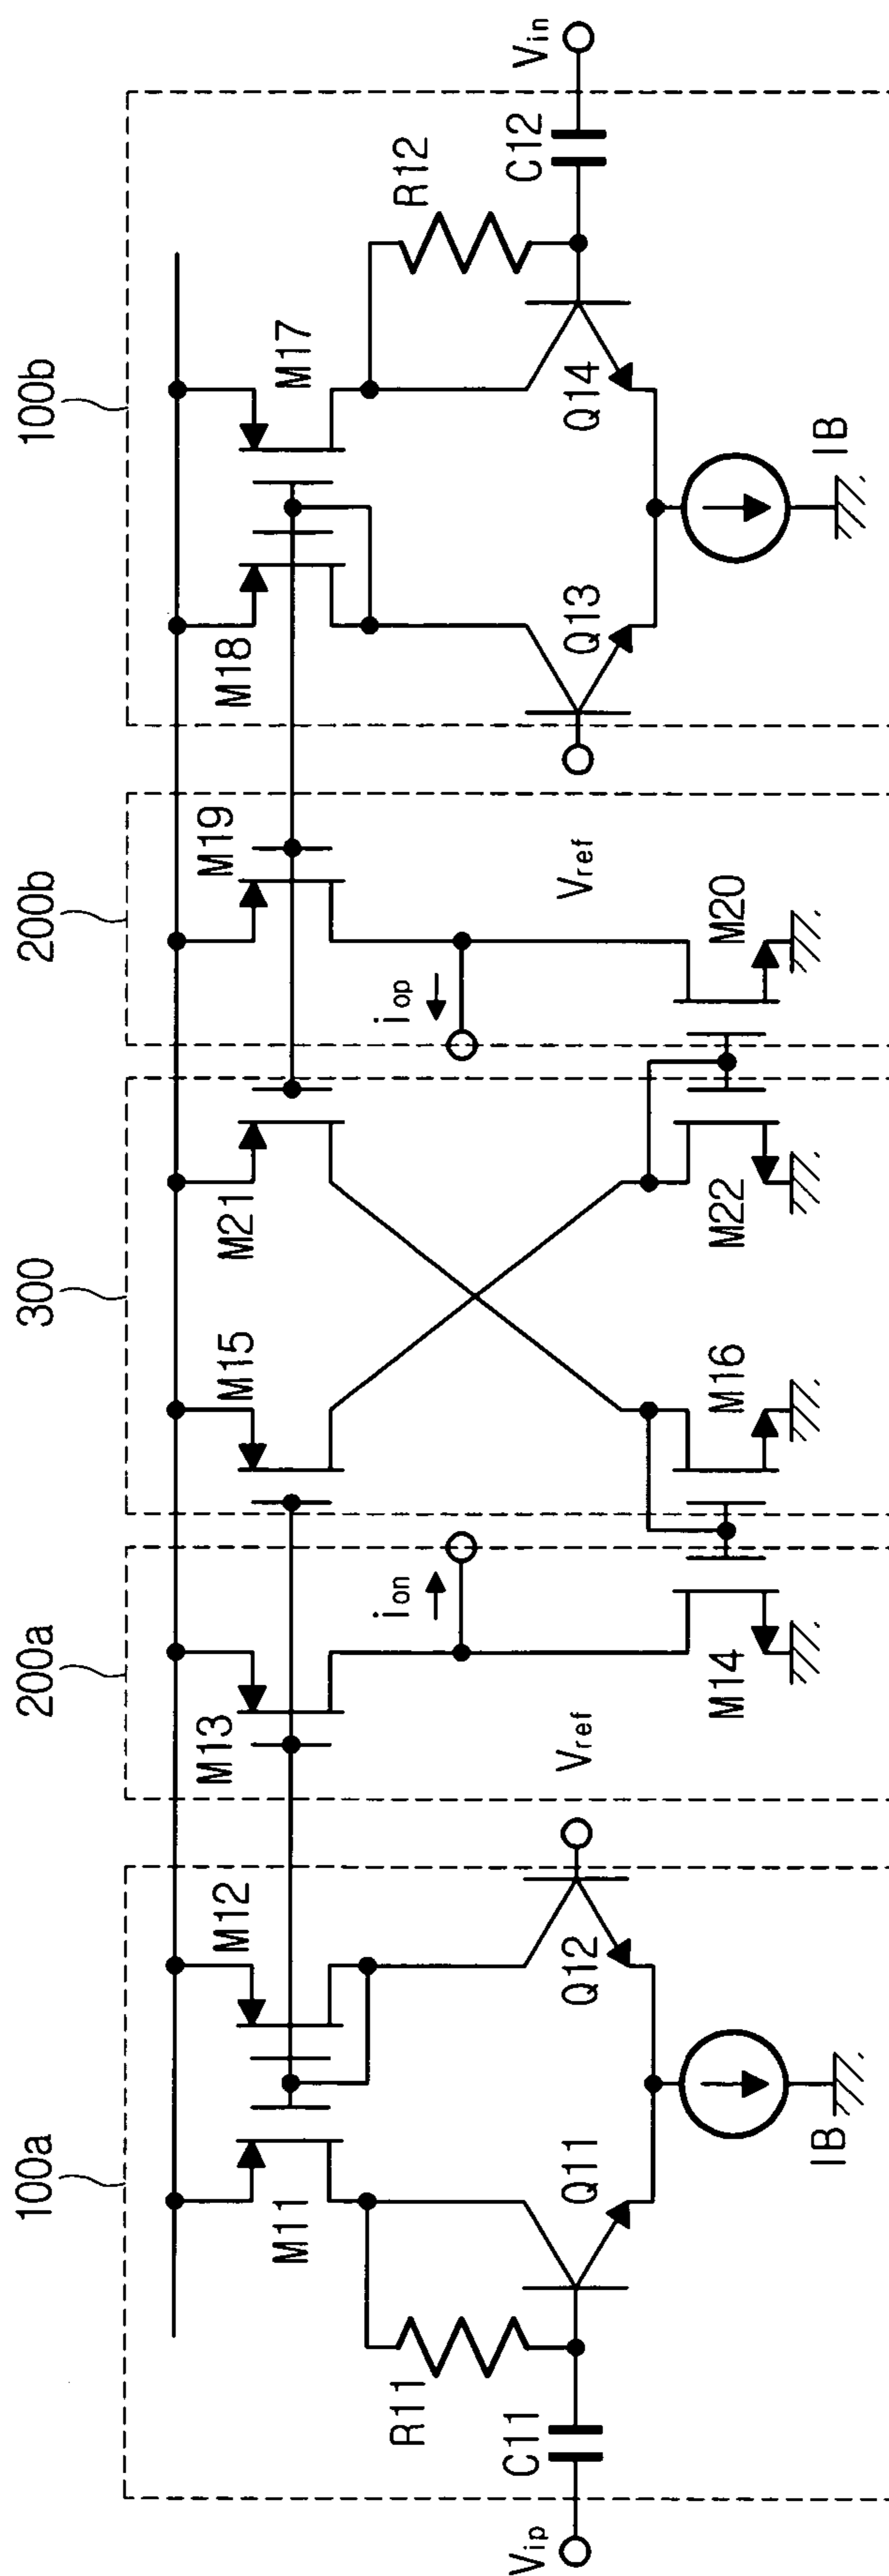 100a
200a
300
200b
100b
M11
M12
M13
M15
M21
M19
M18
M17
R11
R12
C11
C12
Vip
Vin
Q11
Q12
Q13
Q14
ion
iop
Vref
Vref
M14
M16
M22
M20
IB
IB